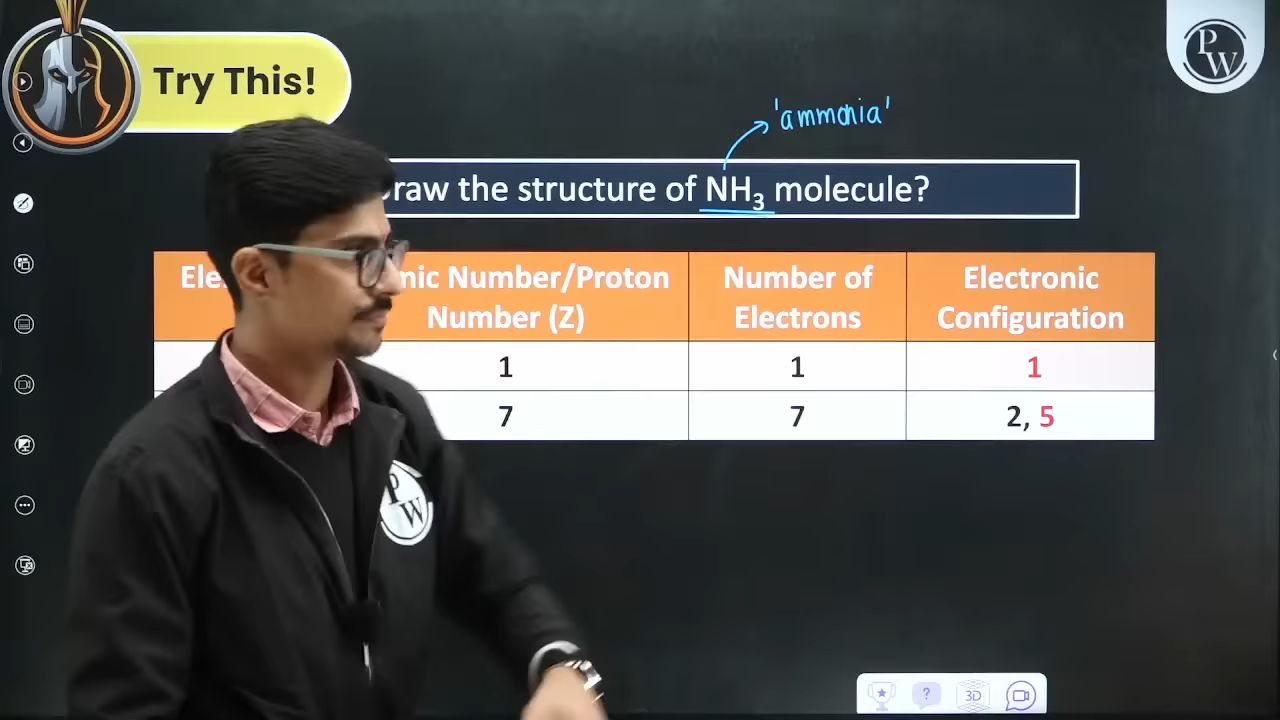 Try This!
'ammonia'
raw the structure of NH₃ molecule?
Ele
mic Number/Proton
Number (Z)
Number of
Electrons
Electronic
Configuration
1
1
1
7
7
2, 5
P
W
P
W
?
3D